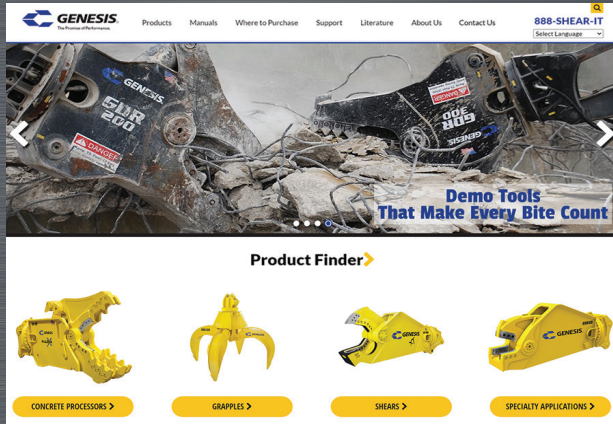 GENESIS.
The Promise of Performance.
Products Manuals Where to Purchase Support Literature About Us Contact Us
888-SHEAR-IT
Select Language
GENESIS.
GDR
200
DANGER
DANGER
GDR
300
Demo Tools
That Make Every Bite Count
Product Finder
GENESIS
GENESIS
GENESIS
CONCRETE PROCESSORS
GRAPPLES
SHEARS
SPECIALTY APPLICATIONS